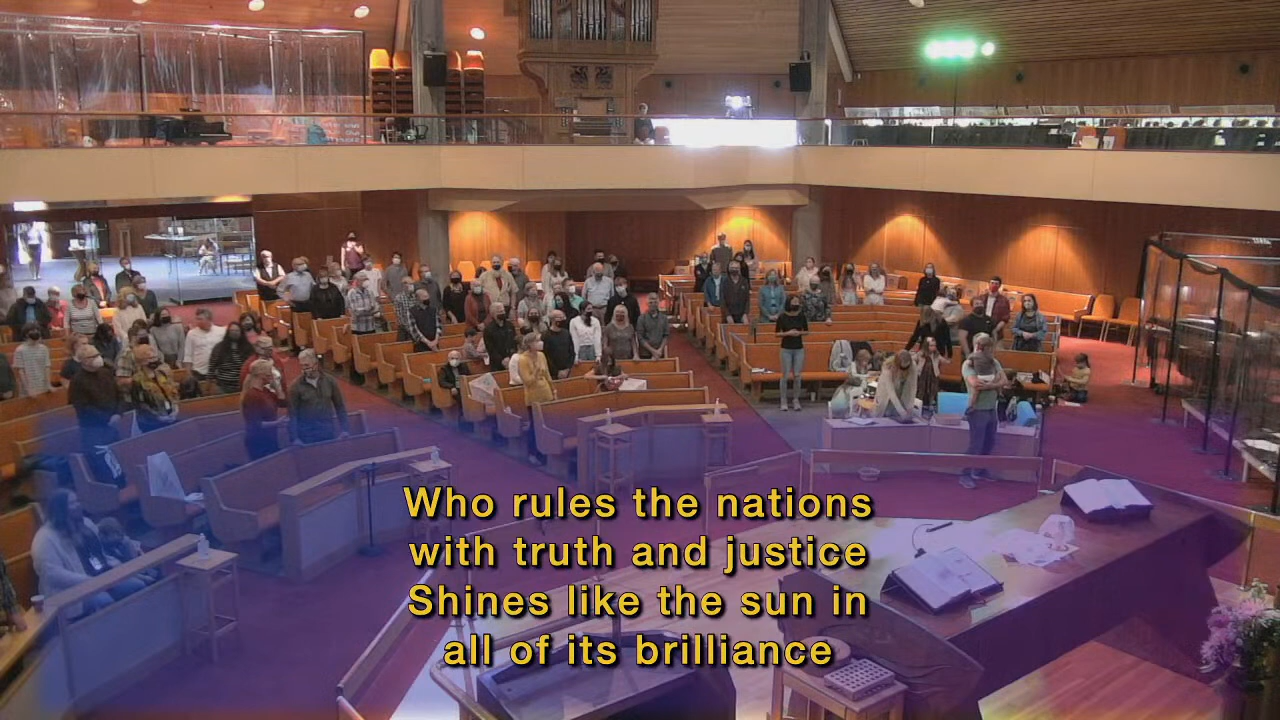 Who rules the nations
with truth and justice
Shines like the sun in
all of its brilliance